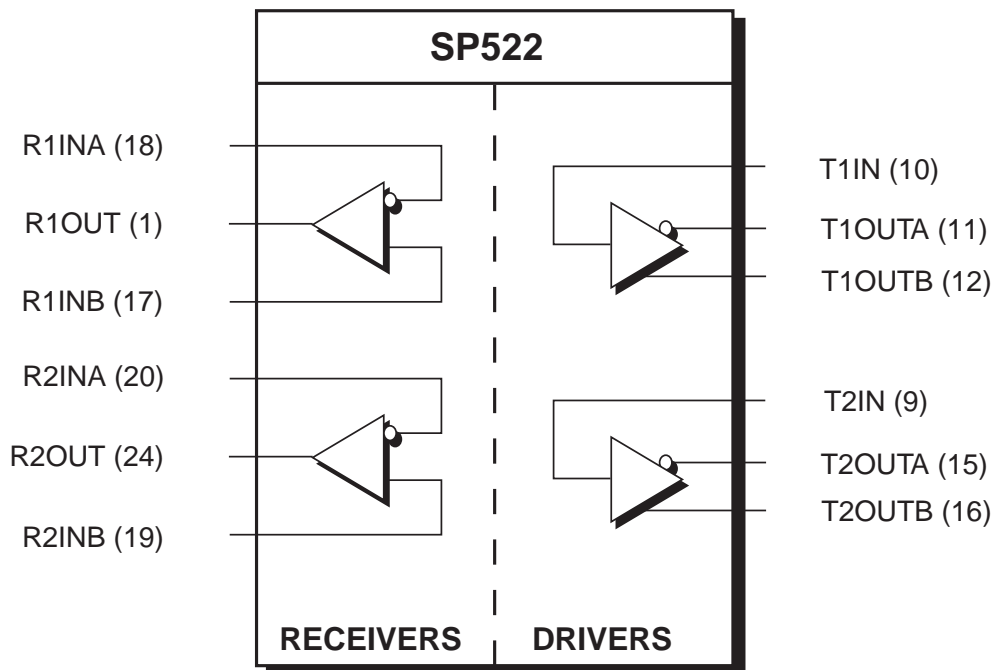 SP522
R1INA (18)
R1OUT (1)
R1INB (17)
R2INA (20)
R2OUT (24)
R2INB (19)
T1IN (10)
T1OUTA (11)
T1OUTB (12)
T2IN (9)
T2OUTA (15)
T2OUTB (16)
RECEIVERS
DRIVERS